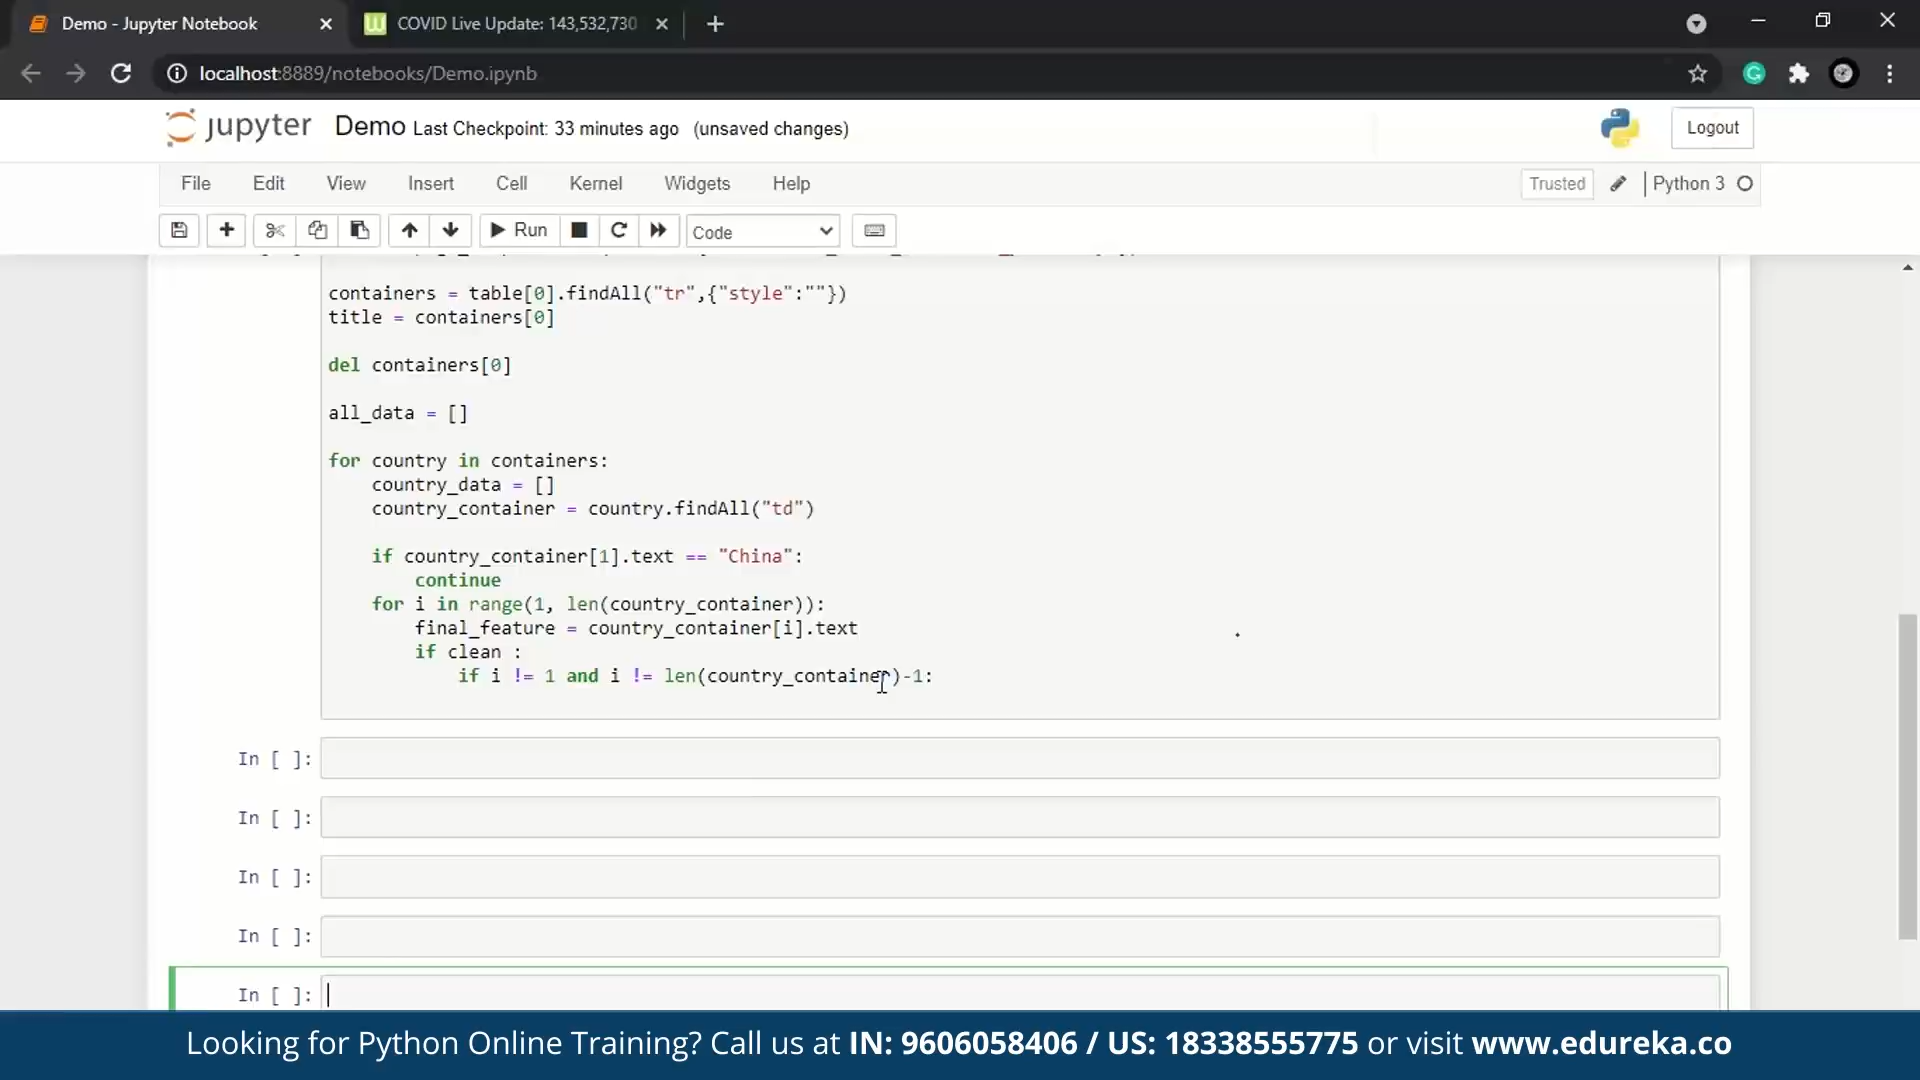 Demo - Jupyter Notebook
COVID Live Update: 143,532,730
localhost:8889/notebooks/Demo.ipynb
jupyter Demo Last Checkpoint: 33 minutes ago (unsaved changes)
Logout
File Edit View Insert Cell Kernel Widgets Help
Trusted
Python 3
Run
Code
containers = table[0].findAll("tr",{"style":""})
title = containers[0]
del containers[0]
all_data = []
for country in containers:
country_data = []
country_container = country.findAll("td")
if country_container[1].text == "China":
continue
for i in range(1, len(country_container)):
final_feature = country_container[i].text
if clean :
if i != 1 and i != len(country_container)-1:
In [ ]:
In [ ]:
In [ ]:
In [ ]:
In [ ]:
Looking for Python Online Training? Call us at IN: 9606058406 / US: 18338555775 or visit www.edureka.co